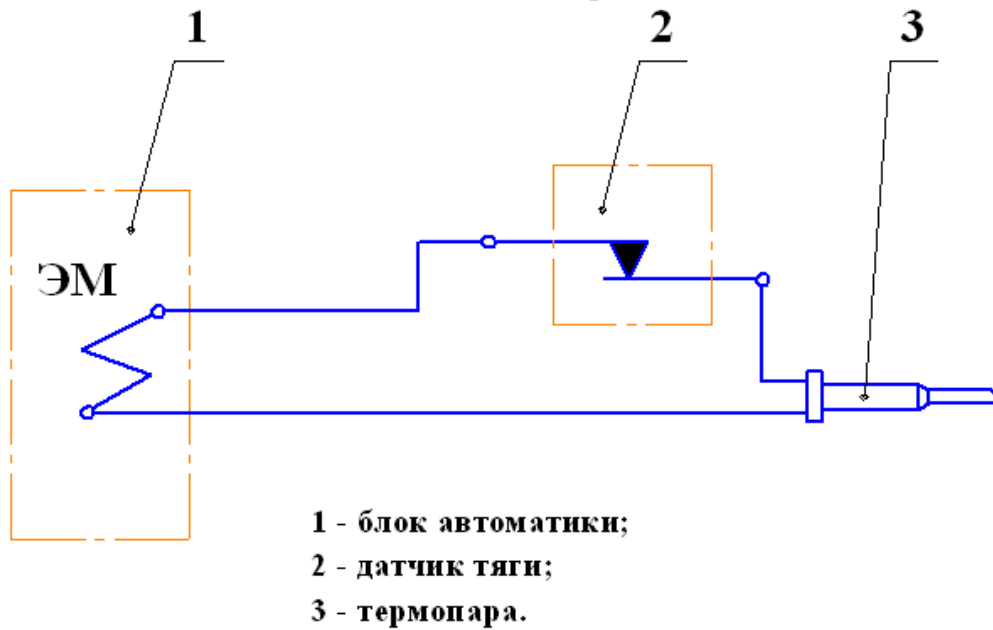 1 2 3
ЭМ
1 - блок автоматики;
2 - датчик тяги;
3 - термопара.